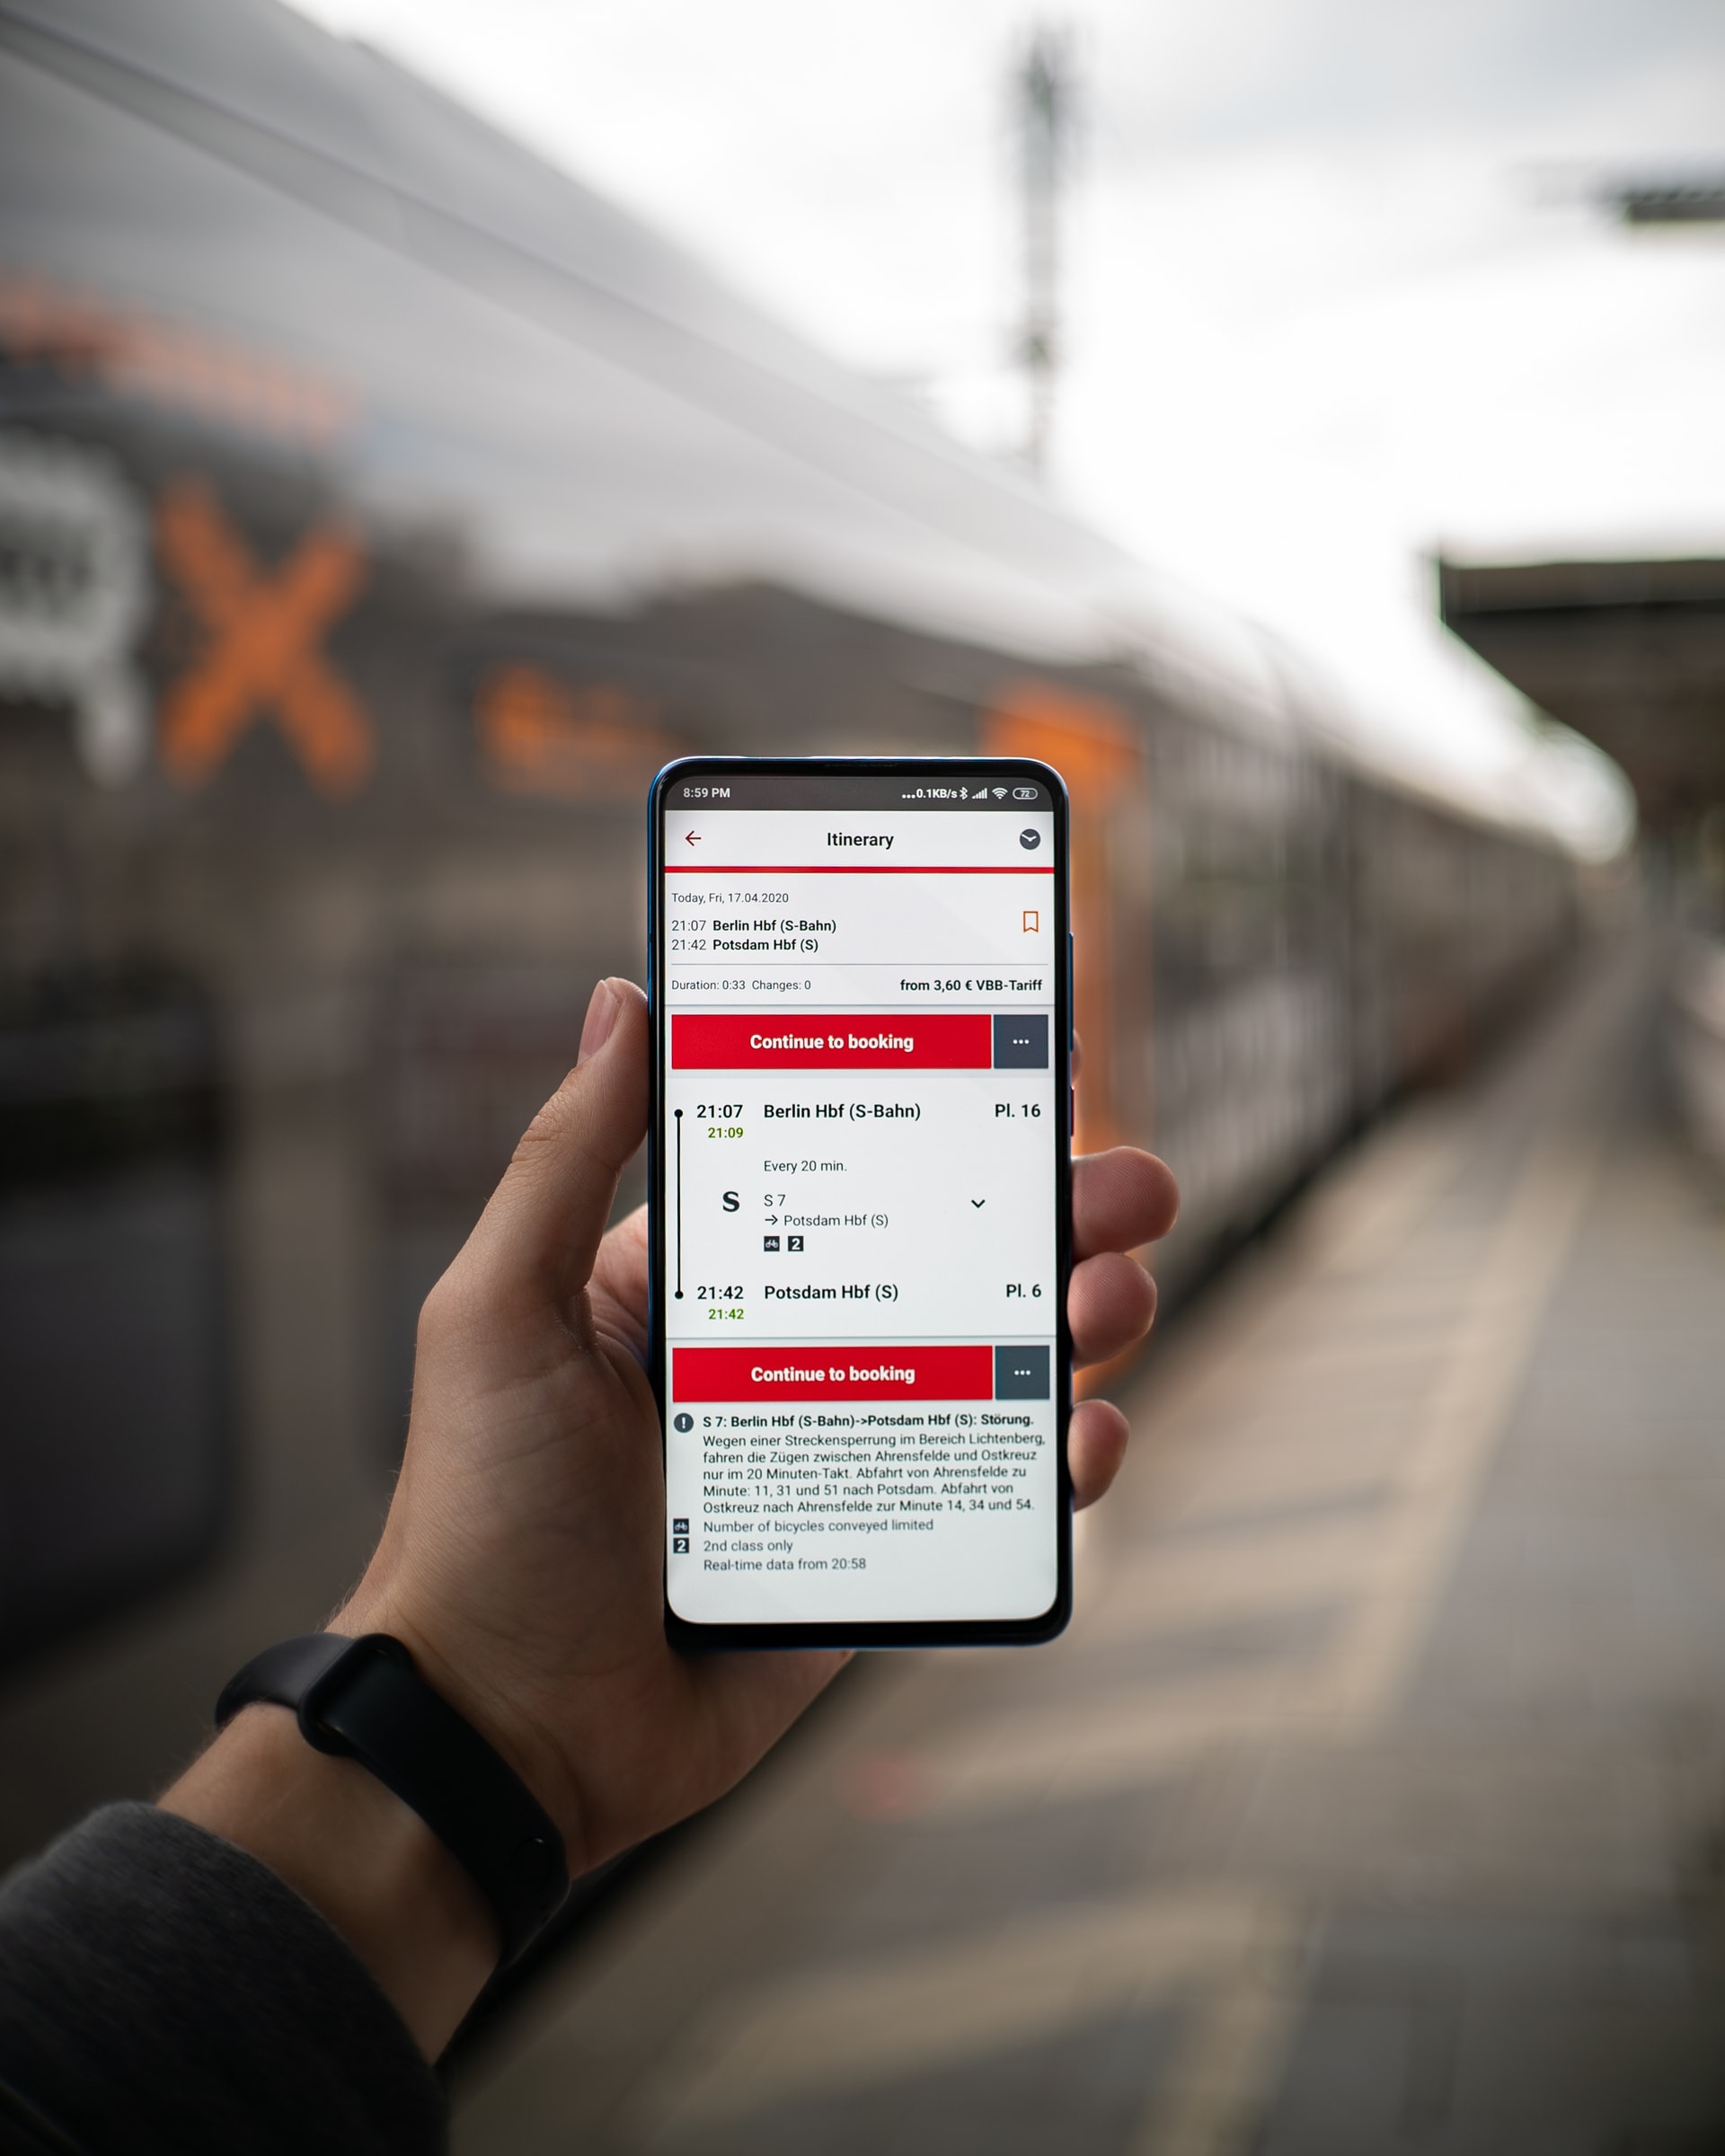 8:59 PM ...0.1KB/s 72
Itinerary
Today, Fri, 17.04.2020
21:07 Berlin Hbf (S-Bahn)
21:42 Potsdam Hbf (S)
Duration: 0:33 Changes: 0 from 3,60 € VBB-Tariff
Continue to booking ...
21:07 Berlin Hbf (S-Bahn) Pl. 16
21:09
Every 20 min.
S S 7
→ Potsdam Hbf (S)
2
21:42 Potsdam Hbf (S) Pl. 6
21:42
Continue to booking ...
! S 7: Berlin Hbf (S-Bahn)->Potsdam Hbf (S): Störung.
Wegen einer Streckensperrung im Bereich Lichtenberg,
fahren die Zügen zwischen Ahrensfelde und Ostkreuz
nur im 20 Minuten-Takt. Abfahrt von Ahrensfelde zu
Minute: 11, 31 und 51 nach Potsdam. Abfahrt von
Ostkreuz nach Ahrensfelde zur Minute 14, 34 und 54.
Number of bicycles conveyed limited
2 2nd class only
Real-time data from 20:58